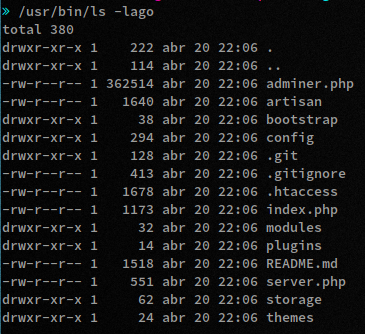 » /usr/bin/ls -lago
total 380
drwxr-xr-x 1    222 abr 20 22:06 .
drwxr-xr-x 1    114 abr 20 22:06 ..
-rw-r--r-- 1 362514 abr 20 22:06 adminer.php
-rw-r--r-- 1   1640 abr 20 22:06 artisan
drwxr-xr-x 1     38 abr 20 22:06 bootstrap
drwxr-xr-x 1    294 abr 20 22:06 config
drwxr-xr-x 1    128 abr 20 22:06 .git
-rw-r--r-- 1    413 abr 20 22:06 .gitignore
-rw-r--r-- 1   1678 abr 20 22:06 .htaccess
-rw-r--r-- 1   1173 abr 20 22:06 index.php
drwxr-xr-x 1     32 abr 20 22:06 modules
drwxr-xr-x 1     14 abr 20 22:06 plugins
-rw-r--r-- 1   1518 abr 20 22:06 README.md
-rw-r--r-- 1    551 abr 20 22:06 server.php
drwxr-xr-x 1     62 abr 20 22:06 storage
drwxr-xr-x 1     24 abr 20 22:06 themes